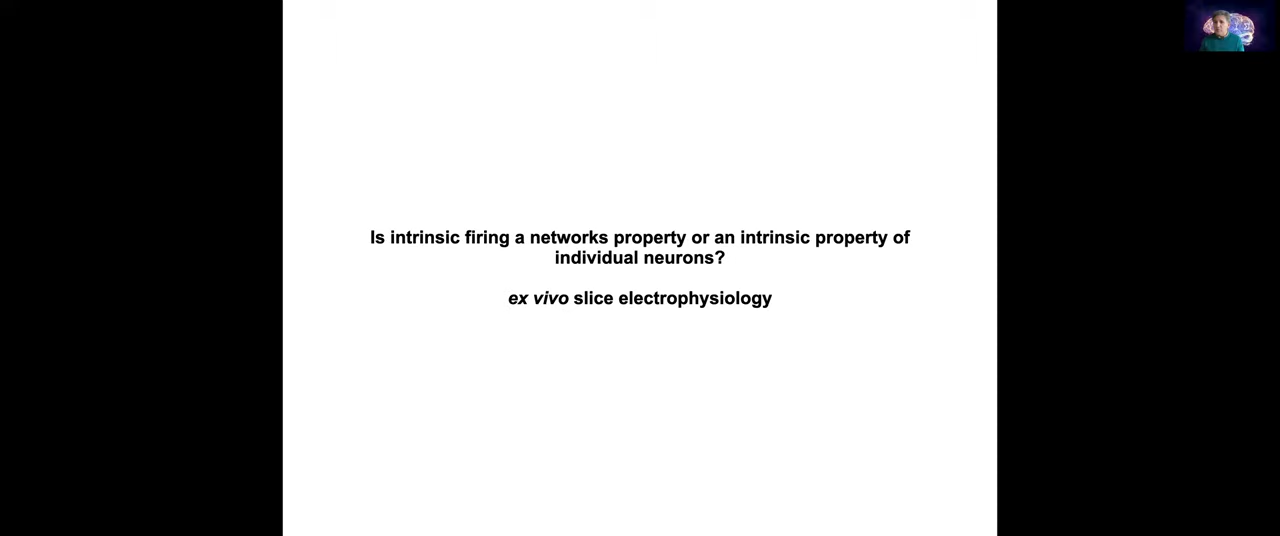 Is intrinsic firing a networks property or an intrinsic property of
individual neurons?
ex vivo slice electrophysiology